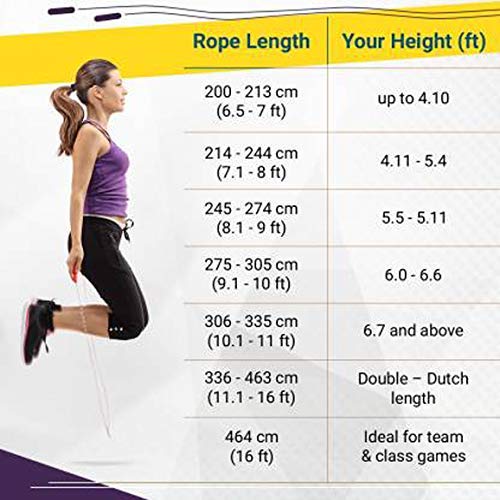 Rope Length Your Height (ft)
200 - 213 cm
(6.5 - 7 ft) up to 4.10
214 - 244 cm
(7.1 - 8 ft) 4.11 - 5.4
245 - 274 cm
(8.1 - 9 ft) 5.5 - 5.11
275 - 305 cm
(9.1 - 10 ft) 6.0 - 6.6
306 - 335 cm
(10.1 - 11 ft) 6.7 and above
336 - 463 cm
(11.1 - 16 ft)
Double – Dutch
length
464 cm
(16 ft)
Ideal for team
& class games